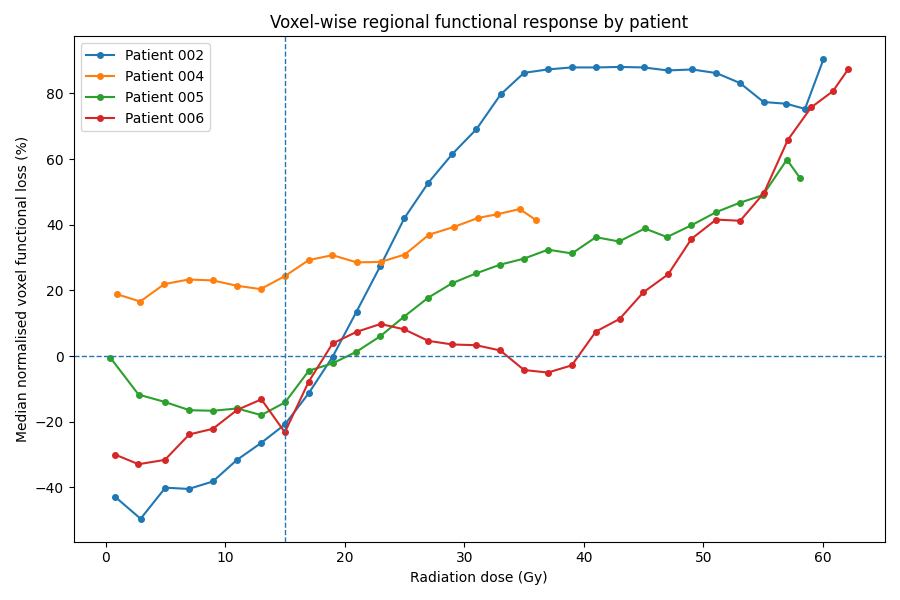 Voxel-wise regional functional response by patient
Patient 002
Patient 004
Patient 005
Patient 006
Median normalised voxel functional loss (%)
80
60
40
20
0
−20
−40
0 10 20 30 40 50 60
Radiation dose (Gy)